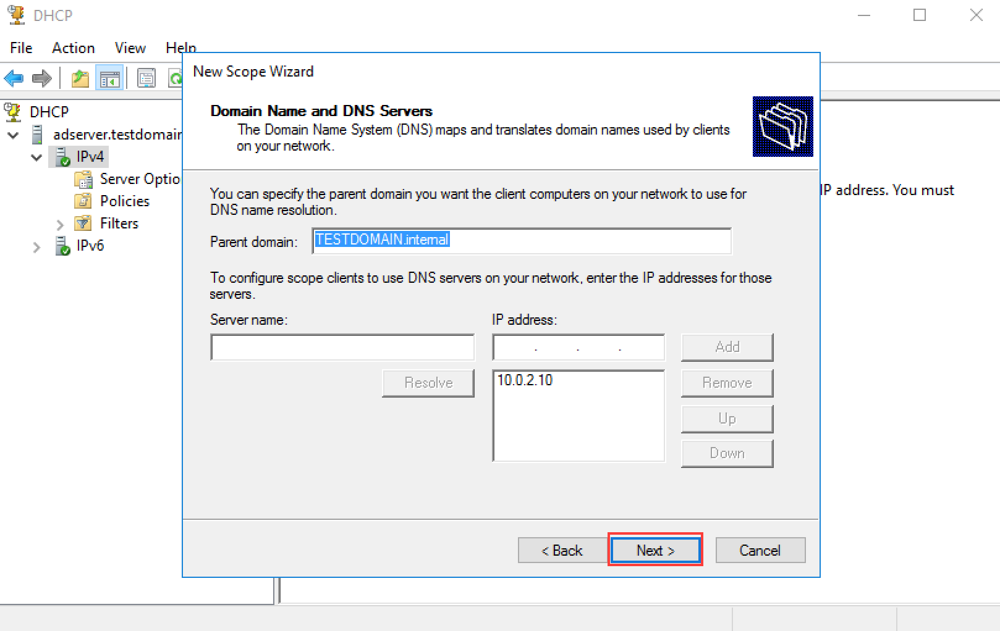 DHCP
File Action View Help
DHCP
adserver.testdomain
IPv4
Server Optio
Policies
Filters
IPv6
New Scope Wizard
Domain Name and DNS Servers
The Domain Name System (DNS) maps and translates domain names used by clients
on your network.
You can specify the parent domain you want the client computers on your network to use for
DNS name resolution.
Parent domain: TESTDOMAIN.internal
To configure scope clients to use DNS servers on your network, enter the IP addresses for those
servers.
Server name: IP address:
. . . Add
Resolve 10.0.2.10 Remove
Up
Down
< Back Next > Cancel
IP address. You must